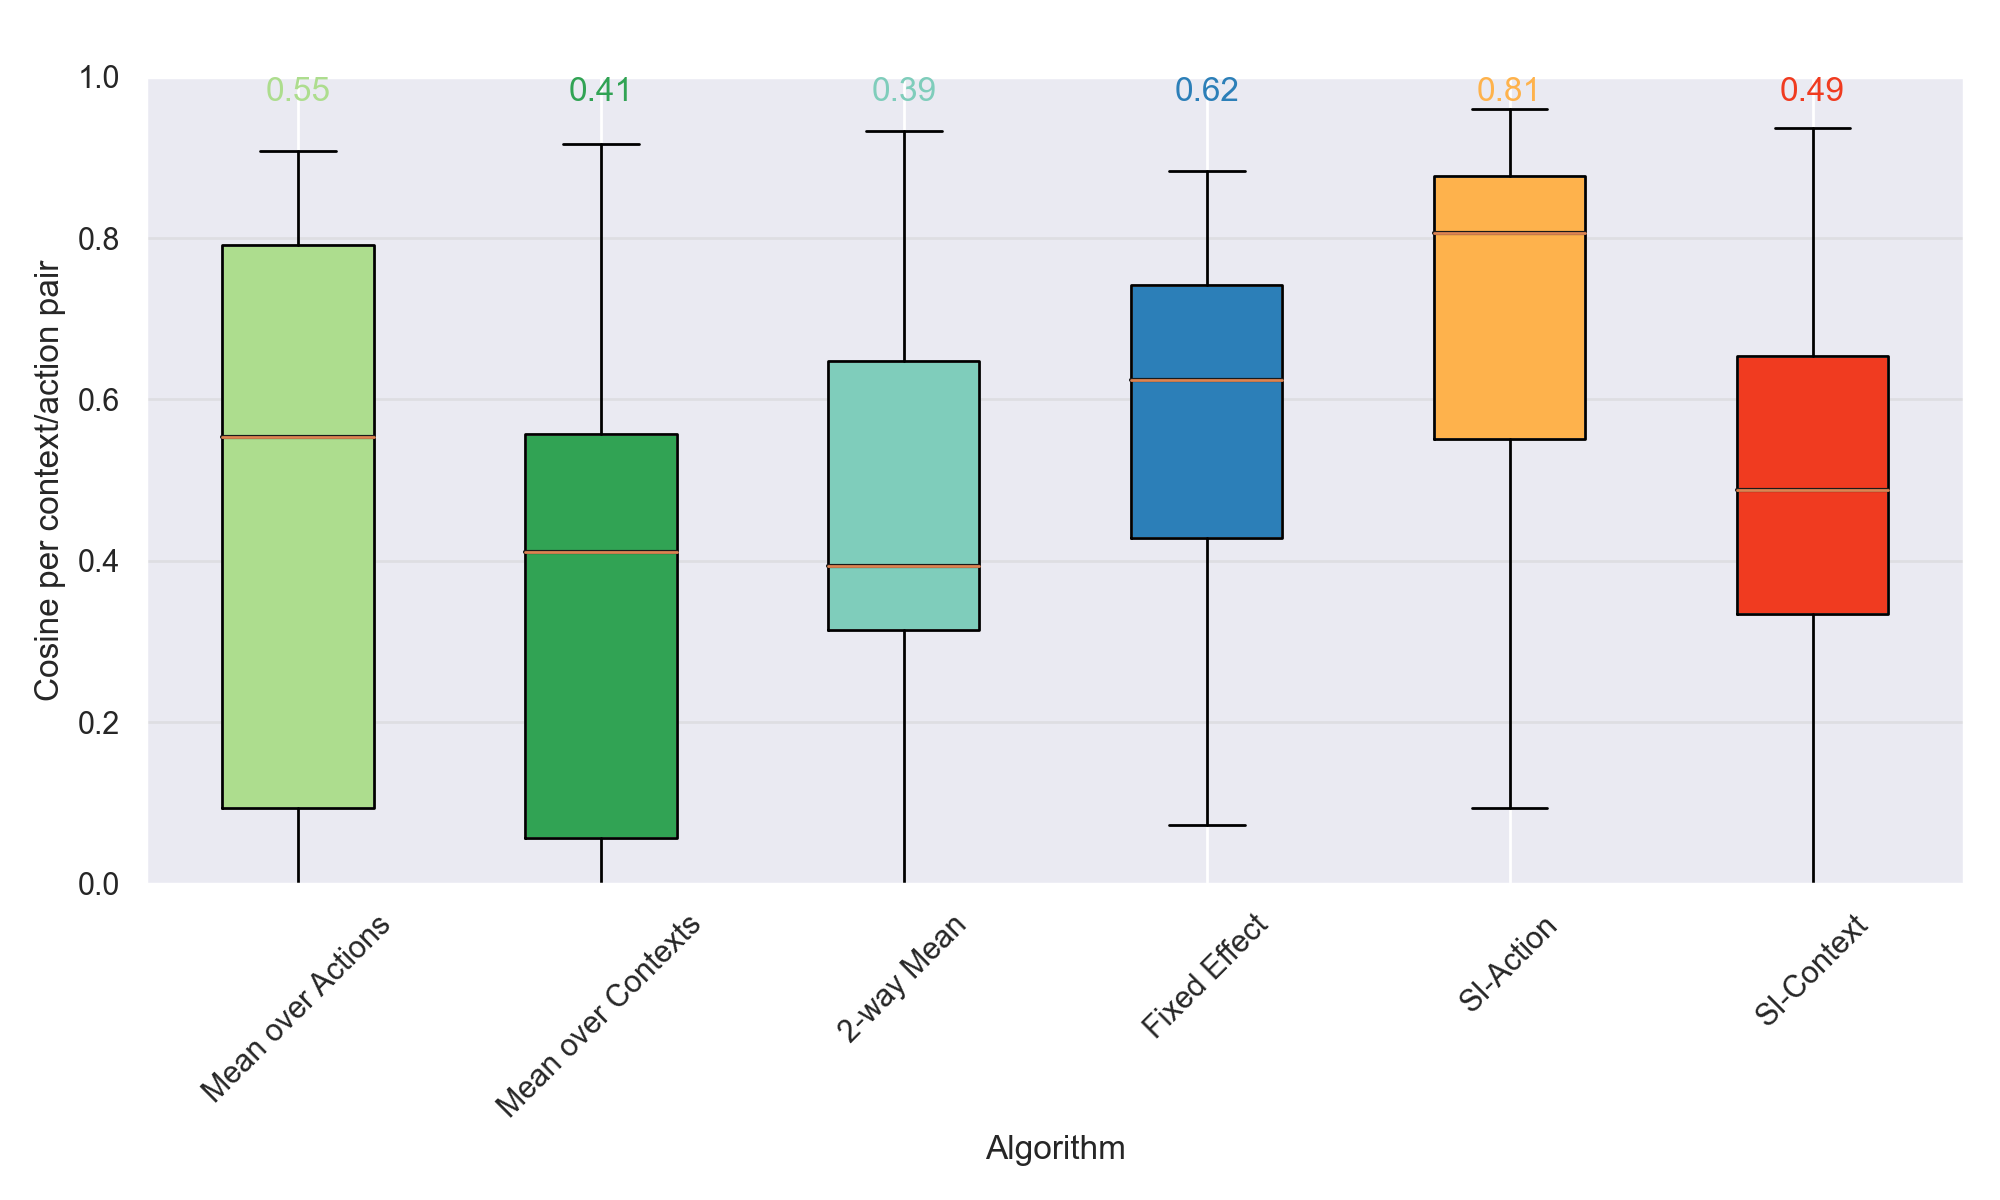 0.55 0.41 0.39 0.62 0.81 0.49
1.0
0.8
0.6
0.4
0.2
0.0
Cosine per context/action pair
Mean over Actions
Mean over Contexts
2-way Mean
Fixed Effect
SI-Action
SI-Context
Algorithm